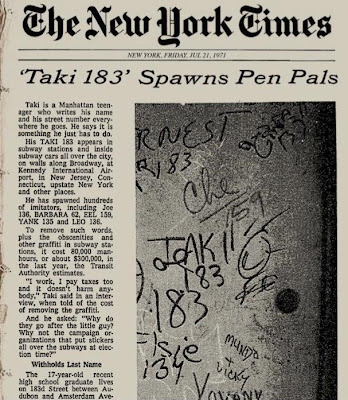 The New York Times
NEW YORK, FRIDAY, JUL 21, 1971
'Taki 183' Spawns Pen Pals
Taki is a Manhattan teen-
ager who writes his name
and his street number every-
where he goes. He says it is
something he just has to do.
His TAKI 183 appears in
subway stations and inside
subway cars all over the city,
on walls along Broadway, at
Kennedy International Air-
port, in New Jersey, Con-
necticut, upstate New York
and other places.
He has spawned hundreds
of imitators, including Joe
136, BARBARA 62, EEL 159,
YANK 135 and LEO 136.
To remove such words,
plus the obscenities and
other graffiti in subway sta-
tions, it cost 80,000 man-
hours, or about $300,000, in
the last year, the Transit
Authority estimates.
"I work, I pay taxes too
and it doesn't harm any-
body," Taki said in an inter-
view, when told of the cost
of removing the graffiti.
And he asked: "Why do
they go after the little guy?
Why not the campaign or-
ganizations that put stickers
all over the subways at elec-
tion time?"
Withholds Last Name
The 17-year-old recent
high school graduate lives
on 183d Street between Au-
dubon and Amsterdam Ave-
ERNEST
183
TAKI
183
183
134
MUNDA
+
VICKY